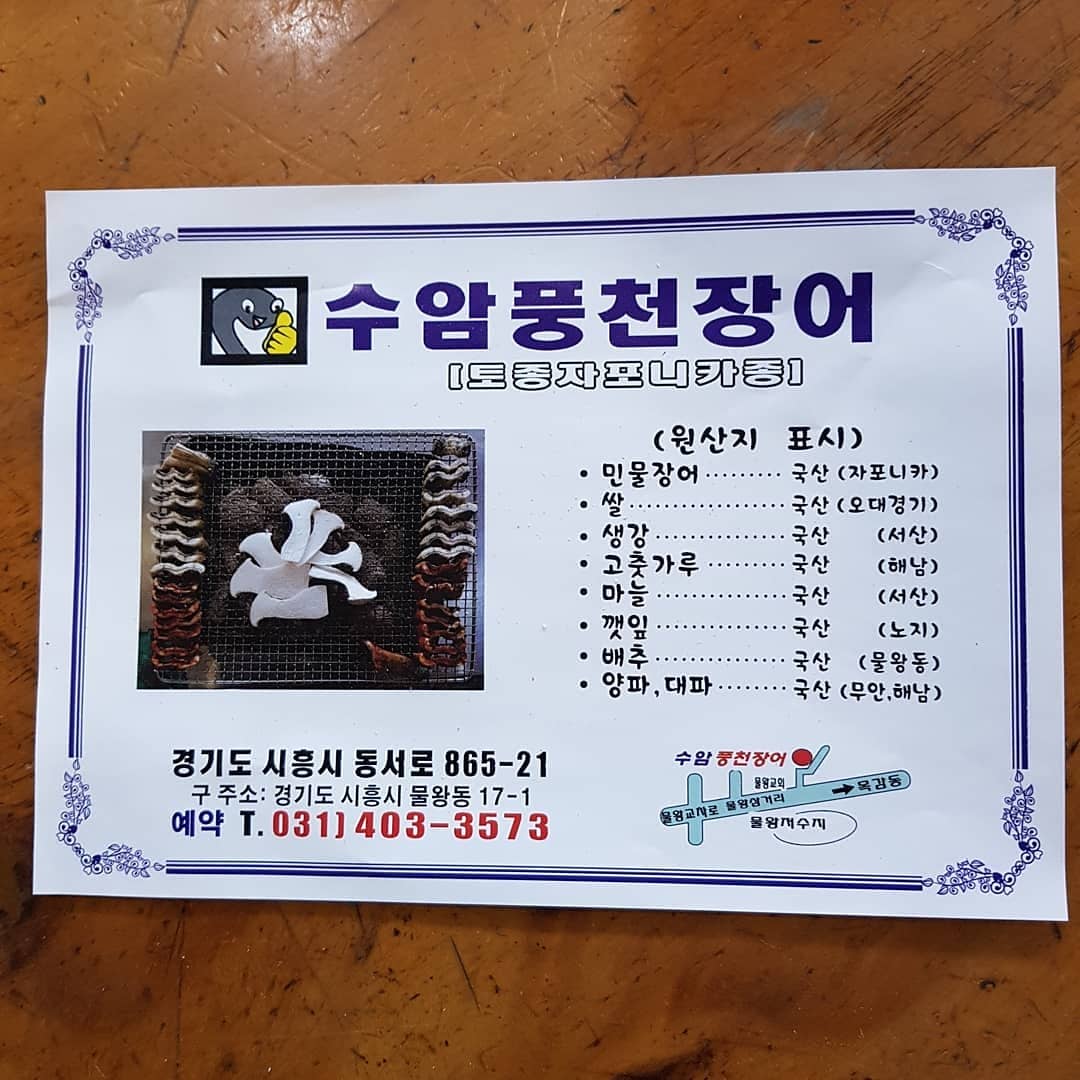 수암풍천장어
[토종자포니카종]
(원산지 표시)
• 민물장어 ········· 국산 (자포니카)
• 쌀 ···················· 국산 (오대경기)
• 생강 ················· 국산 (서산)
• 고춧가루 ·········· 국산 (해남)
• 마늘 ················· 국산 (서산)
• 깻잎 ················· 국산 (노지)
• 배추 ················· 국산 (물왕동)
• 양파,대파 ········ 국산 (무안,해남)
경기도 시흥시 동서로 865-21
구 주소: 경기도 시흥시 물왕동 17-1
예약 T. 031) 403-3573
수암 풍천장어
물왕교회
물왕교차로 물왕삼거리 → 목감동
물왕저수지